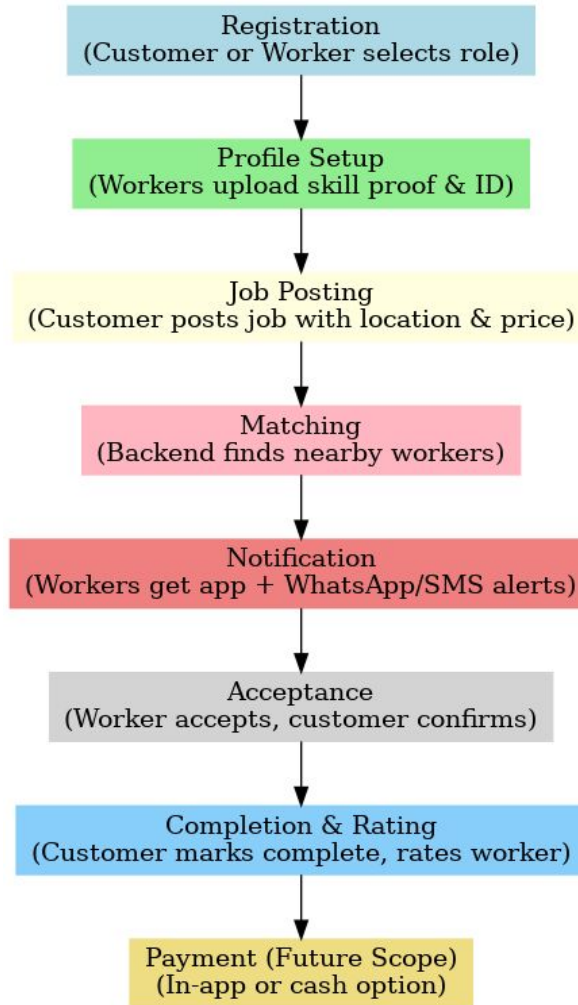 Registration
(Customer or Worker selects role)
Profile Setup
(Workers upload skill proof & ID)
Job Posting
(Customer posts job with location & price)
Matching
(Backend finds nearby workers)
Notification
(Workers get app + WhatsApp/SMS alerts)
Acceptance
(Worker accepts, customer confirms)
Completion & Rating
(Customer marks complete, rates worker)
Payment (Future Scope)
(In-app or cash option)